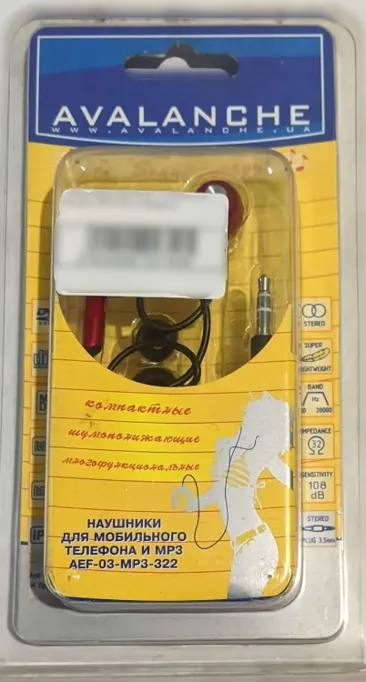 AVALANCHE
WWW.AVALANCHE.UA
STEREO
SUPER
BAND
Hz
20000
IMPEDANCE
32
SENSITIVITY
108
dB
STEREO
PLUG 3.5mm
компактные
шумопонижающие
многофункциональные
НАУШНИКИ
ДЛЯ МОБИЛЬНОГО
ТЕЛЕФОНА И MP3
AEF-03-MP3-322